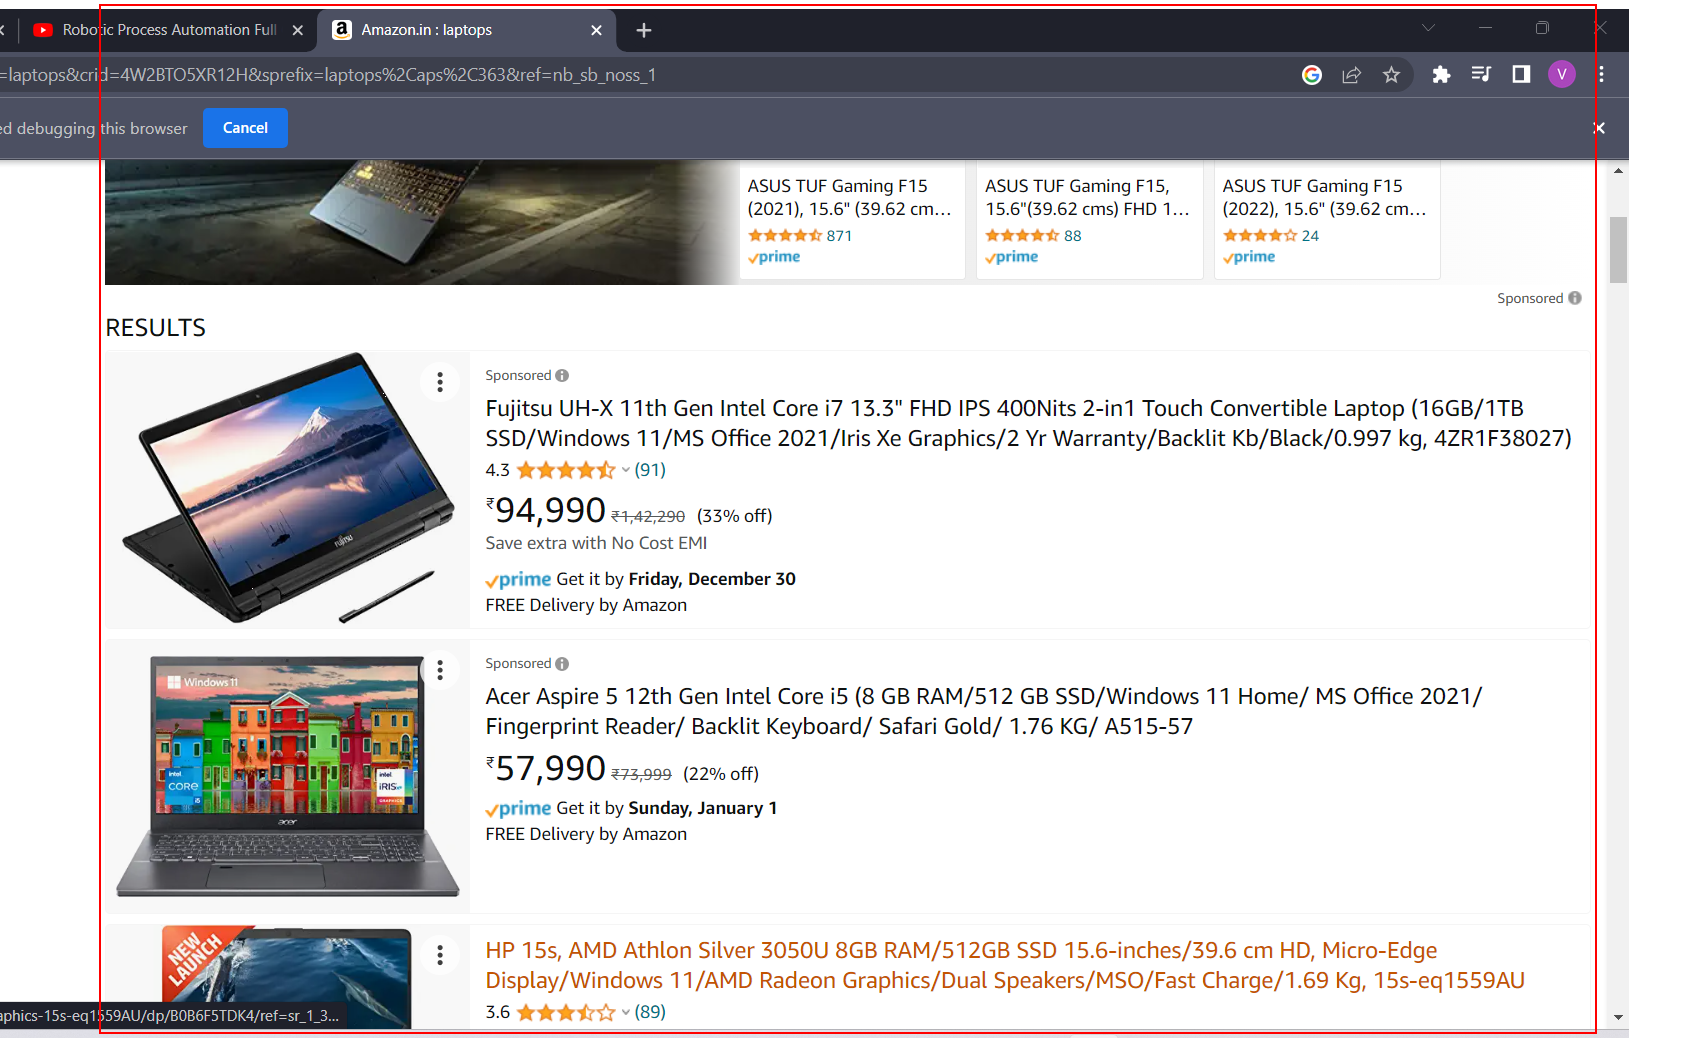 Robotic Process Automation Full
Amazon.in : laptops
=laptops&crid=4W2BTO5XR12H&sprefix=laptops%2Caps%2C363&ref=nb_sb_noss_1
V
ed debugging this browser
Cancel
ASUS TUF Gaming F15
(2021), 15.6" (39.62 cm...
871
prime
ASUS TUF Gaming F15,
15.6"(39.62 cms) FHD 1...
88
prime
ASUS TUF Gaming F15
(2022), 15.6" (39.62 cm...
24
prime
Sponsored
RESULTS
FUJITSU
Sponsored
Fujitsu UH-X 11th Gen Intel Core i7 13.3" FHD IPS 400Nits 2-in1 Touch Convertible Laptop (16GB/1TB
SSD/Windows 11/MS Office 2021/Iris Xe Graphics/2 Yr Warranty/Backlit Kb/Black/0.997 kg, 4ZR1F38027)
4.3 (91)
₹94,990 ₹1,42,290 (33% off)
Save extra with No Cost EMI
prime Get it by Friday, December 30
FREE Delivery by Amazon
Windows 11
intel
CORE
i5
intel
iRIS xe
GRAPHICS
acer
Sponsored
Acer Aspire 5 12th Gen Intel Core i5 (8 GB RAM/512 GB SSD/Windows 11 Home/ MS Office 2021/
Fingerprint Reader/ Backlit Keyboard/ Safari Gold/ 1.76 KG/ A515-57
₹57,990 ₹73,999 (22% off)
prime Get it by Sunday, January 1
FREE Delivery by Amazon
NEW
LAUNCH
HP 15s, AMD Athlon Silver 3050U 8GB RAM/512GB SSD 15.6-inches/39.6 cm HD, Micro-Edge
Display/Windows 11/AMD Radeon Graphics/Dual Speakers/MSO/Fast Charge/1.69 Kg, 15s-eq1559AU
3.6 (89)
aphics-15s-eq1559AU/dp/B0B6F5TDK4/ref=sr_1_3...